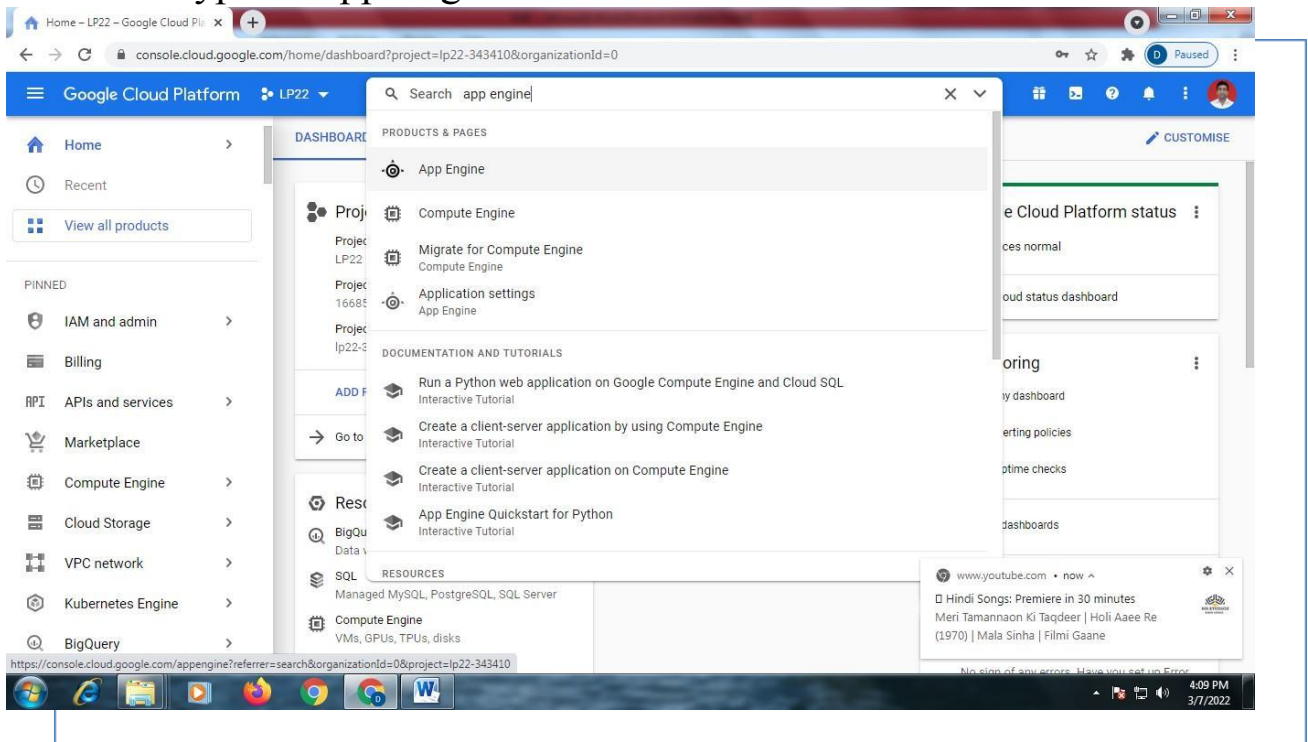 Home – LP22 – Google Cloud Pla
console.cloud.google.com/home/dashboard?project=lp22-343410&organizationId=0
Paused
Google Cloud Platform
LP22
Search app engine
DASHBOARD
CUSTOMISE
Home
Recent
View all products
PINNED
IAM and admin
Billing
API APIs and services
Marketplace
Compute Engine
Cloud Storage
VPC network
Kubernetes Engine
BigQuery
PRODUCTS & PAGES
App Engine
Compute Engine
Migrate for Compute Engine
Compute Engine
Application settings
App Engine
DOCUMENTATION AND TUTORIALS
Run a Python web application on Google Compute Engine and Cloud SQL
Interactive Tutorial
Create a client-server application by using Compute Engine
Interactive Tutorial
Create a client-server application on Compute Engine
Interactive Tutorial
App Engine Quickstart for Python
Interactive Tutorial
RESOURCES
Proj
Projec
LP22
Projec
16685
Projec
lp22-3
ADD
Go to
Reso
BigQu
Data
SQL
Managed MySQL, PostgreSQL, SQL Server
Compute Engine
VMs, GPUs, TPUs, disks
e Cloud Platform status
ces normal
oud status dashboard
oring
y dashboard
erting policies
ptime checks
dashboards
www.youtube.com • now
Hindi Songs: Premiere in 30 minutes
Meri Tamannaon Ki Taqdeer | Holi Aaee Re
(1970) | Mala Sinha | Filmi Gaane
No sign of any errors. Have you set up Error
https://console.cloud.google.com/appengine?referrer=search&organizationId=0&project=lp22-343410
4:09 PM
3/7/2022